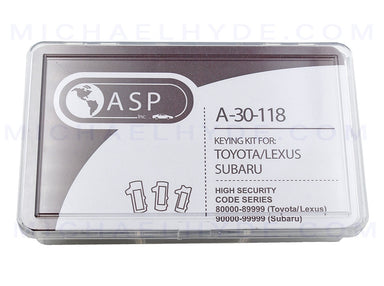 MICHAELHYDE.COM
ASP
Inc
A-30-118
KEYING KIT FOR:
TOYOTA/LEXUS
SUBARU
HIGH SECURITY
CODE SERIES
80000-89999 (Toyota/Lexus)
90000-99999 (Subaru)